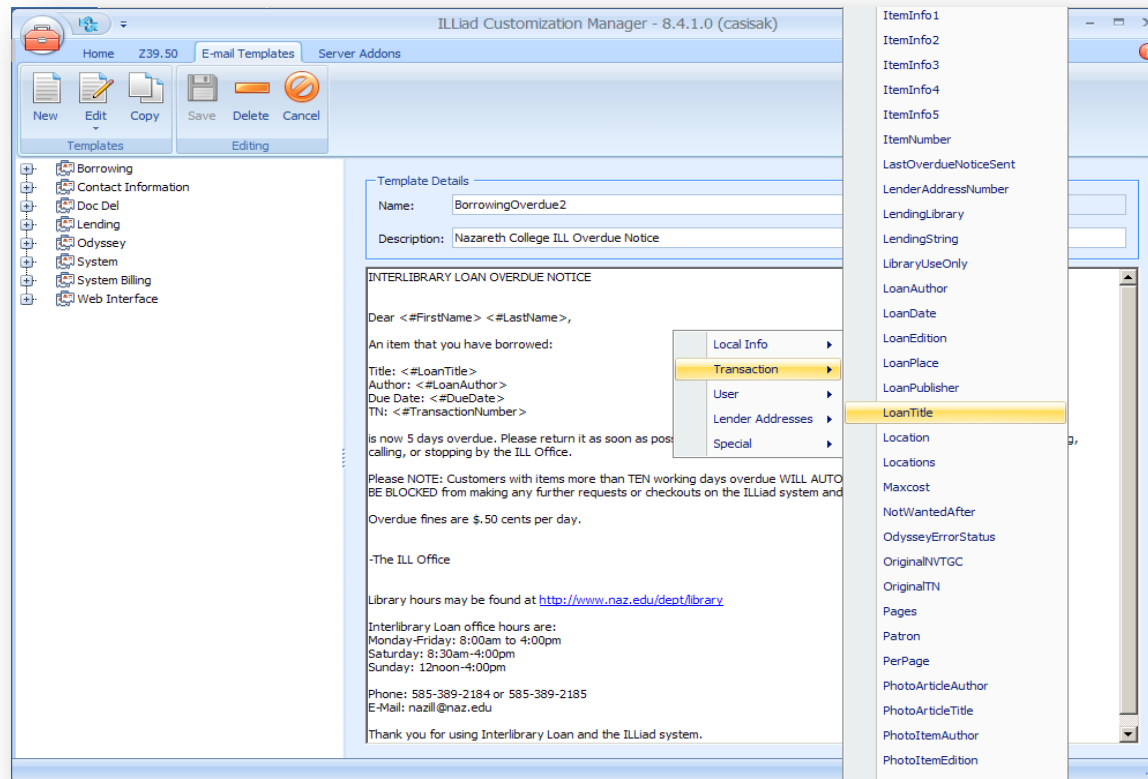 ILLiad Customization Manager - 8.4.1.0 (casisak)
Home Z39.50 E-mail Templates Server Addons
New Edit Copy Save Delete Cancel
Templates Editing
Borrowing
Contact Information
Doc Del
Lending
Odyssey
System
System Billing
Web Interface
Template Details
Name: BorrowingOverdue2
Description: Nazareth College ILL Overdue Notice
INTERLIBRARY LOAN OVERDUE NOTICE
Dear <#FirstName> <#LastName>,
An item that you have borrowed:
Title: <#LoanTitle>
Author: <#LoanAuthor>
Due Date: <#DueDate>
TN: <#TransactionNumber>
is now 5 days overdue. Please return it as soon as pos
calling, or stopping by the ILL Office.
Please NOTE: Customers with items more than TEN working days overdue WILL AUTO
BE BLOCKED from making any further requests or checkouts on the ILLiad system and
Overdue fines are $.50 cents per day.
-The ILL Office
Library hours may be found at http://www.naz.edu/dept/library
Interlibrary Loan office hours are:
Monday-Friday: 8:00am to 4:00pm
Saturday: 8:30am-4:00pm
Sunday: 12noon-4:00pm
Phone: 585-389-2184 or 585-389-2185
E-Mail: nazill@naz.edu
Thank you for using Interlibrary Loan and the ILLiad system.
Local Info
Transaction
User
Lender Addresses
Special
ItemInfo1
ItemInfo2
ItemInfo3
ItemInfo4
ItemInfo5
ItemNumber
LastOverdueNoticeSent
LenderAddressNumber
LendingLibrary
LendingString
LibraryUseOnly
LoanAuthor
LoanDate
LoanEdition
LoanPlace
LoanPublisher
LoanTitle
Location
Locations
Maxcost
NotWantedAfter
OdysseyErrorStatus
OriginalNVTGC
OriginalTN
Pages
Patron
PerPage
PhotoArticleAuthor
PhotoArticleTitle
PhotoItemAuthor
PhotoItemEdition